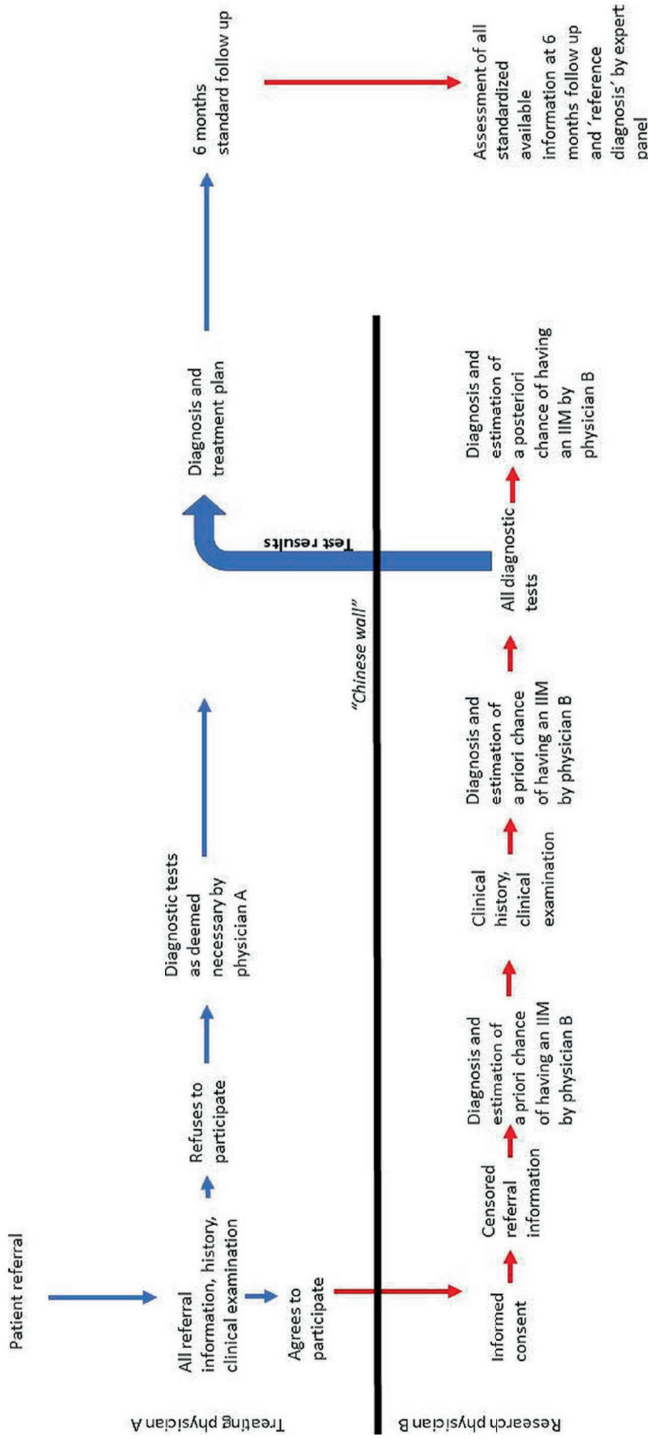 Patient referral
Treating physician A
All referral
information, history,
clinical examination
Refuses to
participate
Diagnostic tests
as deemed
necessary by
physician A
Diagnosis and
treatment plan
6 months
standard follow up
Agrees to
participate
Test results
"Chinese wall"
Research physician B
Informed
consent
Censored
referral
information
Diagnosis and
estimation of
a priori chance
of having an IIM
by physician B
Clinical
history,
clinical
examination
Diagnosis and
estimation of
a priori chance
of having an IIM
by physician B
All diagnostic
tests
Diagnosis and
estimation of
a posteriori
chance of having
an IIM by
physician B
Assessment of all
standardized
available
information at 6
months follow up
and ‘reference
diagnosis’ by expert
panel